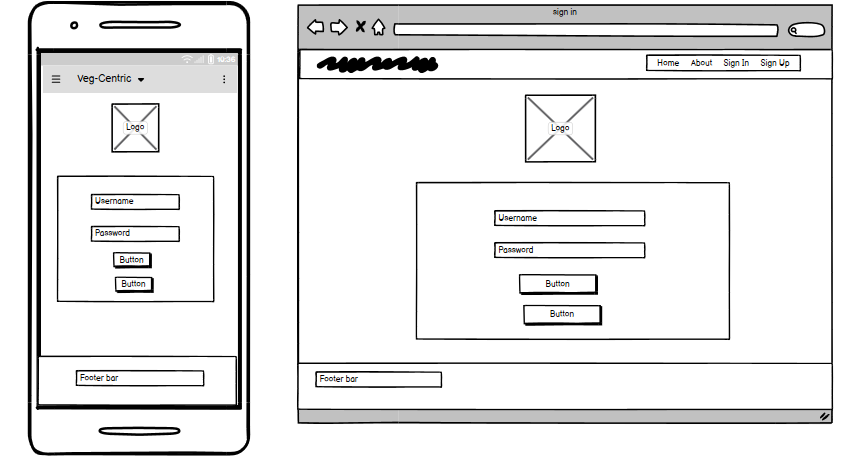 10:36
Veg-Centric
Logo
Username
Password
Button
Button
Footer bar
sign in
Home About Sign In Sign Up
Logo
Username
Password
Button
Button
Footer bar